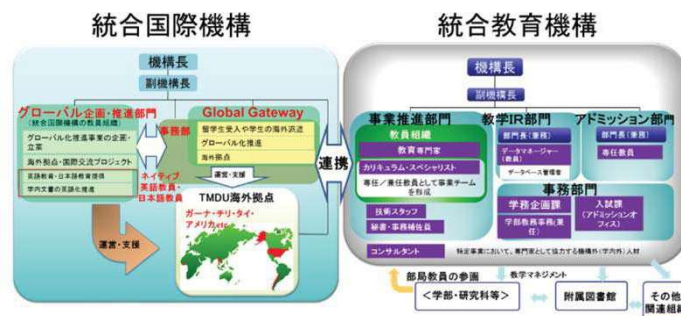 統合国際機構
機構長
副機構長
グローバル企画・推進部門
(統合国際機構の教員組織)
グローバル化推進事業の企画・
立案
海外拠点・国際交流プロジェクト
英語教育・日本語教育提供
学内文書の英語化推進
事務部
ネイティブ
英語教員・
日本語教員
Global Gateway
留学生受入や学生の海外派遣
グローバル化推進
海外拠点
運営・支援
TMDU海外拠点
ガーナ・チリ・タイ・
アメリカetc
運営・支援
連携
統合教育機構
機構長
副機構長
事業推進部門
教員組織
教育専門家
カリキュラム・スペシャリスト
専任/兼任教員として事業チーム
を形成
技術スタッフ
秘書・事務補佐員
コンサルタント
特定事業において、専門家として協力する機構外(学内外)人材
教学IR部門
部門長(兼務)
データマネージャー
(教員)
データベース管理者
アドミッション部門
部門長(兼務)
専任教員
事務部門
学務企画課
学部教務事務(兼
任)
入試課
(アドミッションオ
フィス)
部局教員の参画
教学マネジメント
<学部・研究科等>
附属図書館
その他
関連組織